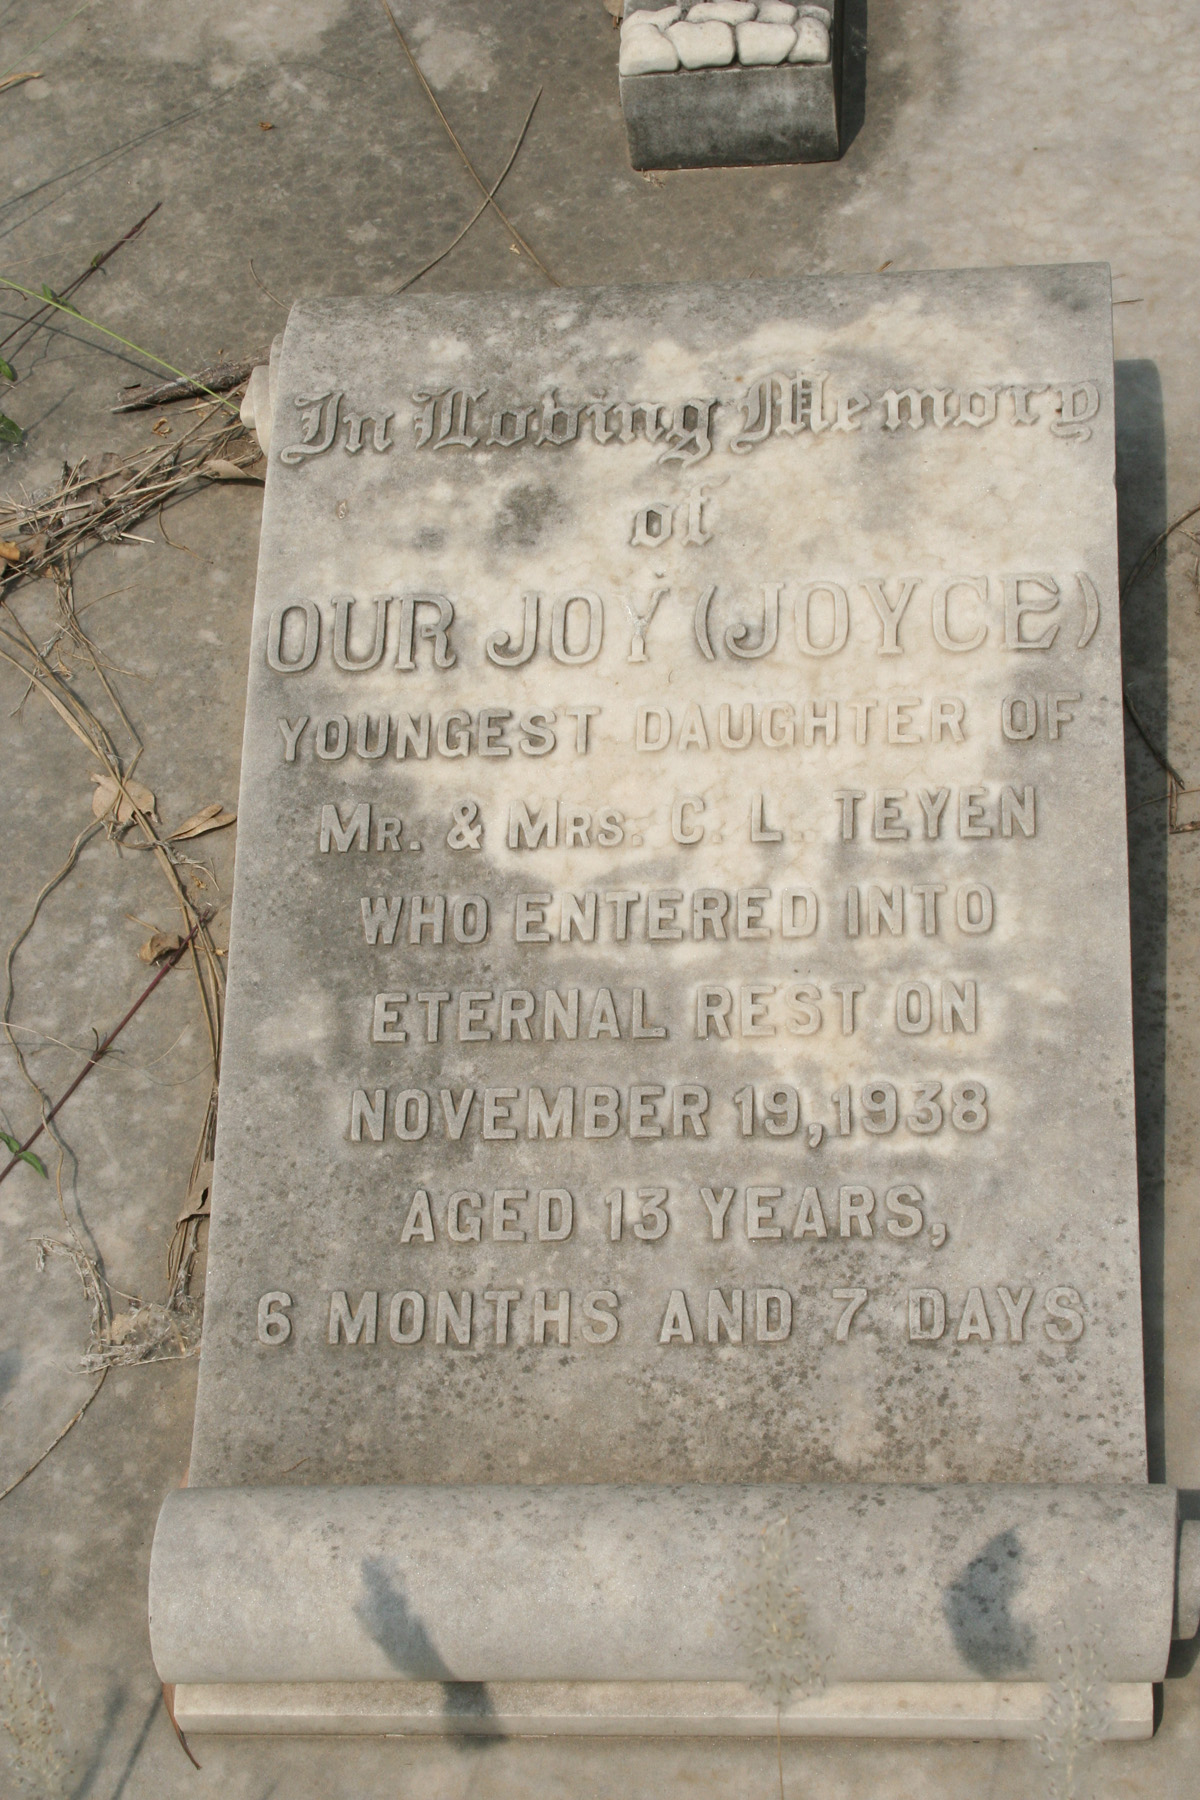 In Loving Memory
of
OUR JOY (JOYCE)
YOUNGEST DAUGHTER OF
MR. & MRS. C. L. TEYEN
WHO ENTERED INTO
ETERNAL REST ON
NOVEMBER 19, 1938
AGED 13 YEARS,
6 MONTHS AND 7 DAYS